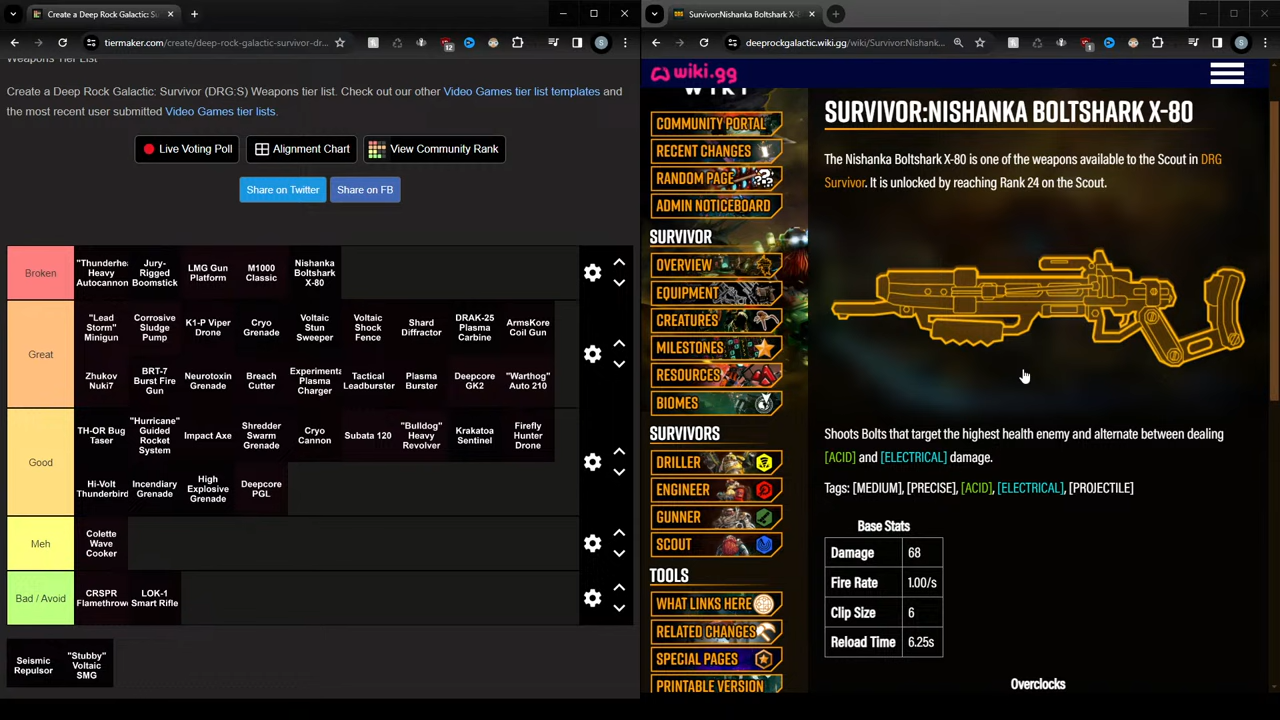 Create a Deep Rock Galactic: Su
tiermaker.com/create/deep-rock-galactic-survivor-dr...
12
S
Weapons Tier List
Create a Deep Rock Galactic: Survivor (DRG:S) Weapons tier list. Check out our other Video Games tier list templates and
the most recent user submitted Video Games tier lists.
Live Voting Poll
Alignment Chart
View Community Rank
Share on Twitter
Share on FB
Broken
"Thunderhe
Heavy
Autocannon
Jury-
Rigged
Boomstick
LMG Gun
Platform
M1000
Classic
Nishanka
Boltshark
X-80
Great
"Lead
Storm"
Minigun
Corrosive
Sludge
Pump
K1-P Viper
Drone
Cryo
Grenade
Voltaic
Stun
Sweeper
Voltaic
Shock
Fence
Shard
Diffractor
DRAK-25
Plasma
Carbine
ArmsKore
Coil Gun
Zhukov
Nuki7
BRT-7
Burst Fire
Gun
Neurotoxin
Grenade
Breach
Cutter
Experimenta
Plasma
Charger
Tactical
Leadburster
Plasma
Burster
Deepcore
GK2
"Warthog"
Auto 210
Good
TH-OR Bug
Taser
"Hurricane"
Guided
Rocket
System
Impact Axe
Shredder
Swarm
Grenade
Cryo
Cannon
Subata 120
"Bulldog"
Heavy
Revolver
Krakatoa
Sentinel
Firefly
Hunter
Drone
Hi-Volt
Thunderbird
Incendiary
Grenade
High
Explosive
Grenade
Deepcore
PGL
Meh
Colette
Wave
Cooker
Bad / Avoid
CRSPR
Flamethrow
LOK-1
Smart Rifle
Seismic
Repulsor
"Stubby"
Voltaic
SMG
Survivor:Nishanka Boltshark X-
deeprockgalactic.wiki.gg/wiki/Survivor:Nishank...
1
S
wiki.gg
WIKI
COMMUNITY PORTAL
RECENT CHANGES
RANDOM PAGE
ADMIN NOTICEBOARD
SURVIVOR
OVERVIEW
EQUIPMENT
CREATURES
MILESTONES
RESOURCES
BIOMES
SURVIVORS
DRILLER
ENGINEER
GUNNER
SCOUT
TOOLS
WHAT LINKS HERE
RELATED CHANGES
SPECIAL PAGES
PRINTABLE VERSION
SURVIVOR:NISHANKA BOLTSHARK X-80
The Nishanka Boltshark X-80 is one of the weapons available to the Scout in DRG
Survivor. It is unlocked by reaching Rank 24 on the Scout.
Shoots Bolts that target the highest health enemy and alternate between dealing
[ACID] and [ELECTRICAL] damage.
Tags: [MEDIUM], [PRECISE], [ACID], [ELECTRICAL], [PROJECTILE]
Base Stats
Damage 68
Fire Rate 1.00/s
Clip Size 6
Reload Time 6.25s
Overclocks